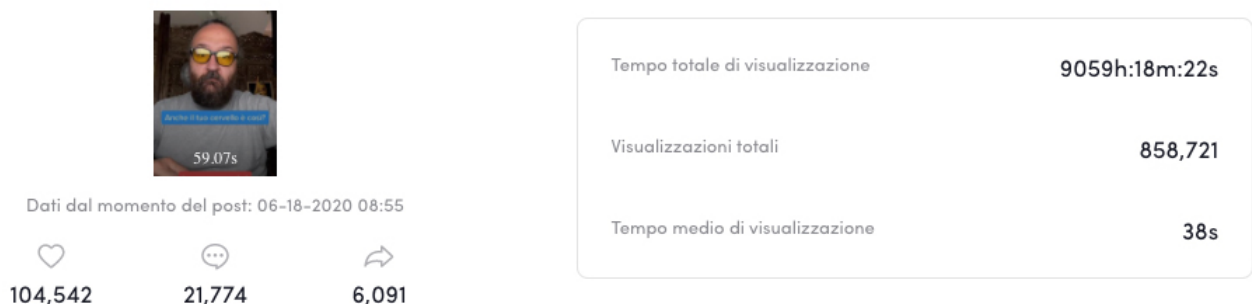 Anche il tuo cervello è così?
59.07s
Dati dal momento del post: 06-18-2020 08:55
104,542 21,774 6,091
Tempo totale di visualizzazione 9059h:18m:22s
Visualizzazioni totali 858,721
Tempo medio di visualizzazione 38s